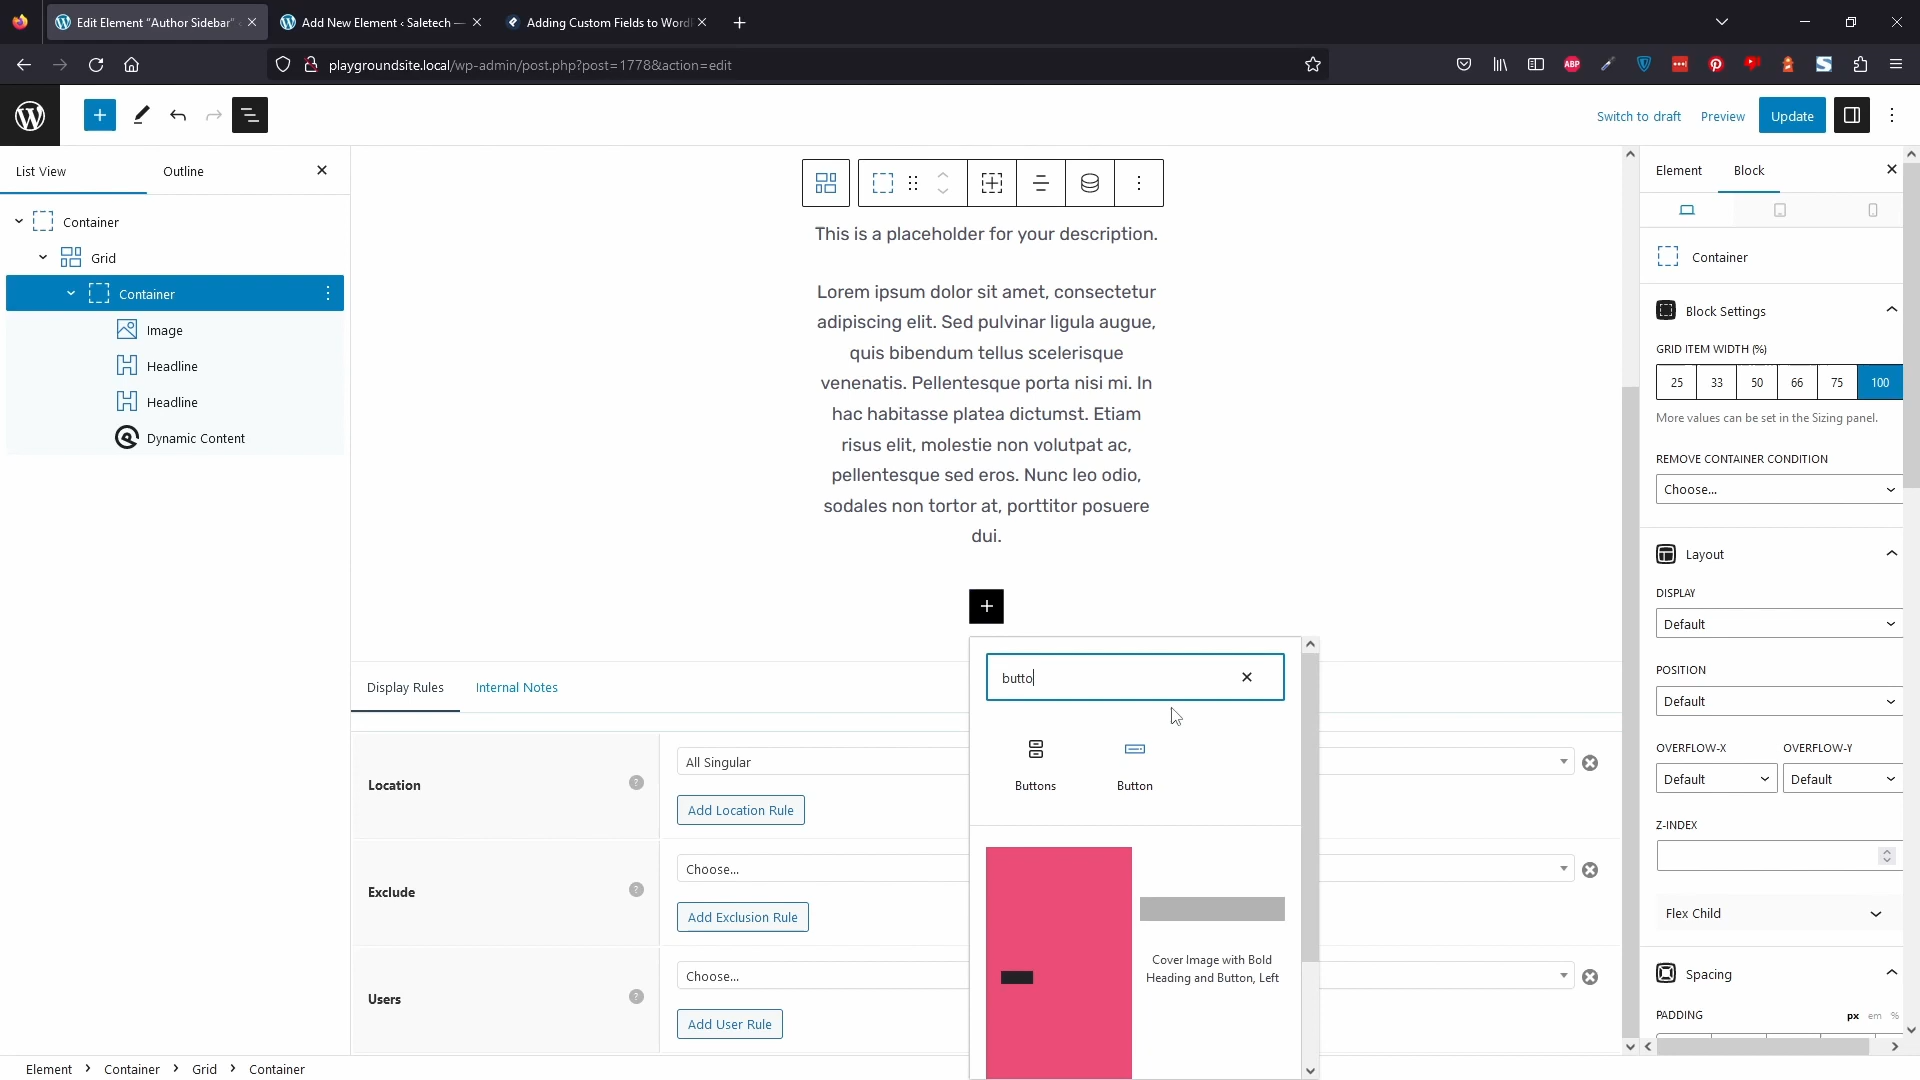 Edit Element “Author Sidebar”
Add New Element ‹ Saletech —
Adding Custom Fields to Word
playgroundsite.local/wp-admin/post.php?post=1778&action=edit
ABP
Switch to draft
Preview
Update
List View
Outline
Container
Grid
Container
Image
Headline
Headline
Dynamic Content
This is a placeholder for your description.
Lorem ipsum dolor sit amet, consectetur
adipiscing elit. Sed pulvinar ligula augue,
quis bibendum tellus scelerisque
venenatis. Pellentesque porta nisi mi. In
hac habitasse platea dictumst. Etiam
risus elit, molestie non volutpat ac,
pellentesque sed eros. Nunc leo odio,
sodales non tortor at, porttitor posuere
dui.
butto
Buttons
Button
Cover Image with Bold
Heading and Button, Left
Display Rules
Internal Notes
Location
All Singular
Add Location Rule
Exclude
Choose...
Add Exclusion Rule
Users
Choose...
Add User Rule
Element
Block
Container
Block Settings
GRID ITEM WIDTH (%)
25 33 50 66 75 100
More values can be set in the Sizing panel.
REMOVE CONTAINER CONDITION
Choose...
Layout
DISPLAY
Default
POSITION
Default
OVERFLOW-X OVERFLOW-Y
Default Default
Z-INDEX
Flex Child
Spacing
PADDING px em %
Element Container Grid Container